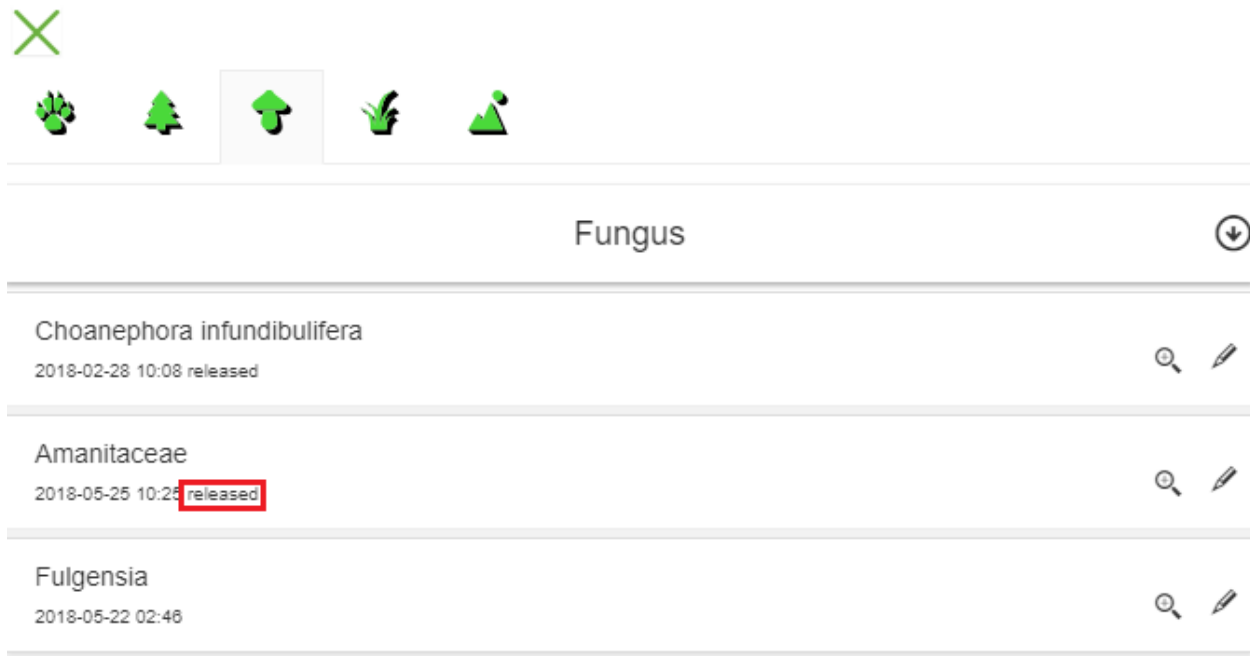 Fungus
Choanephora infundibulifera
2018-02-28 10:08 released
Amanitaceae
2018-05-25 10:25 released
Fulgensia
2018-05-22 02:46